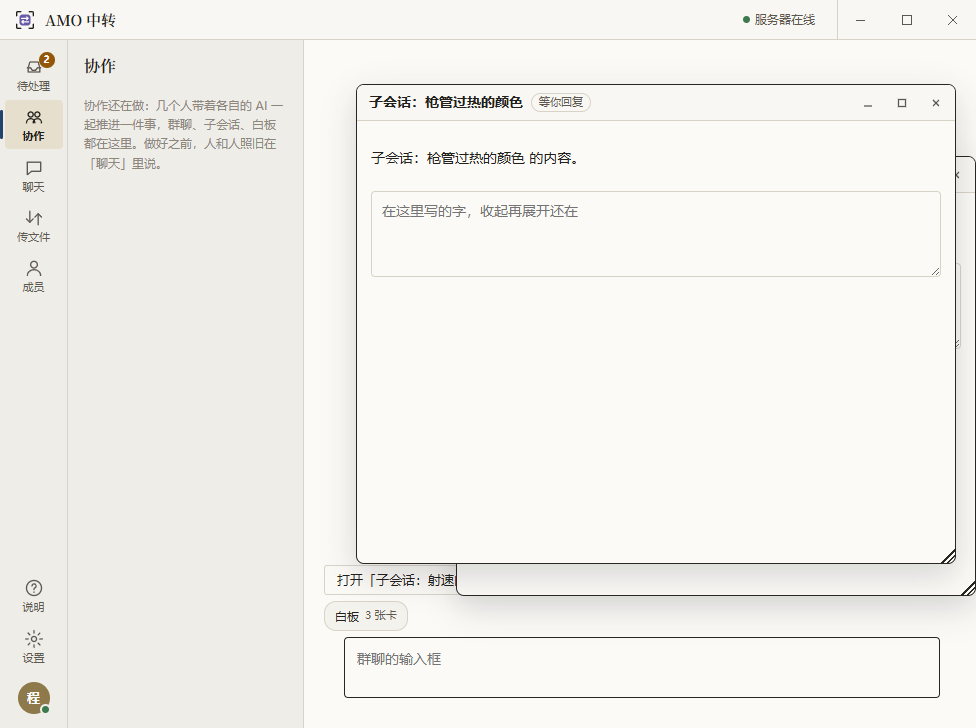 AMO 中转
服务器在线
2
待处理
协作
聊天
传文件
成员
说明
设置
程
协作
协作还在做：几个人带着各自的 AI 一
起推进一件事，群聊、子会话、白板
都在这里。做好之前，人和人照旧在
「聊天」里说。
子会话：枪管过热的颜色 等你回复
子会话：枪管过热的颜色 的内容。
在这里写的字，收起再展开还在
打开「子会话：射速
白板 3 张卡
群聊的输入框